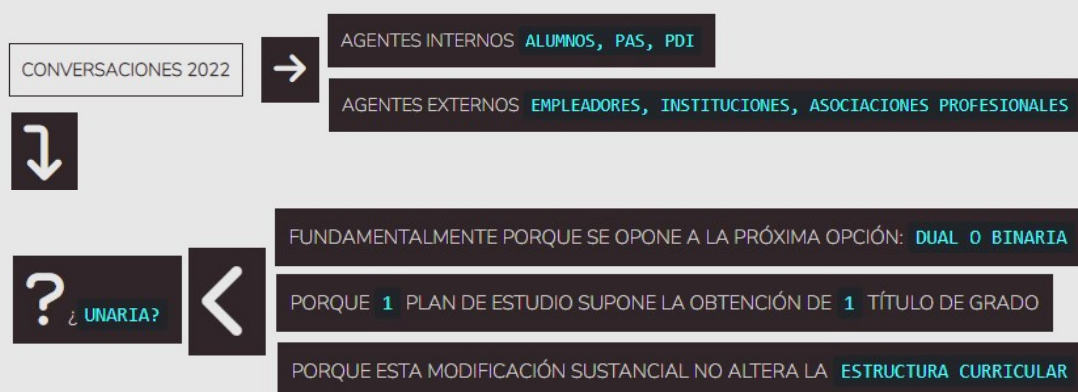 CONVERSACIONES 2022
AGENTES INTERNOS ALUMNOS, PAS, PDI
AGENTES EXTERNOS EMPLEADORES, INSTITUCIONES, ASOCIACIONES PROFESIONALES
? ¿ UNARIA?
FUNDAMENTALMENTE PORQUE SE OPONE A LA PRÓXIMA OPCIÓN: DUAL O BINARIA
PORQUE 1 PLAN DE ESTUDIO SUPONE LA OBTENCIÓN DE 1 TÍTULO DE GRADO
PORQUE ESTA MODIFICACIÓN SUSTANCIAL NO ALTERA LA ESTRUCTURA CURRICULAR